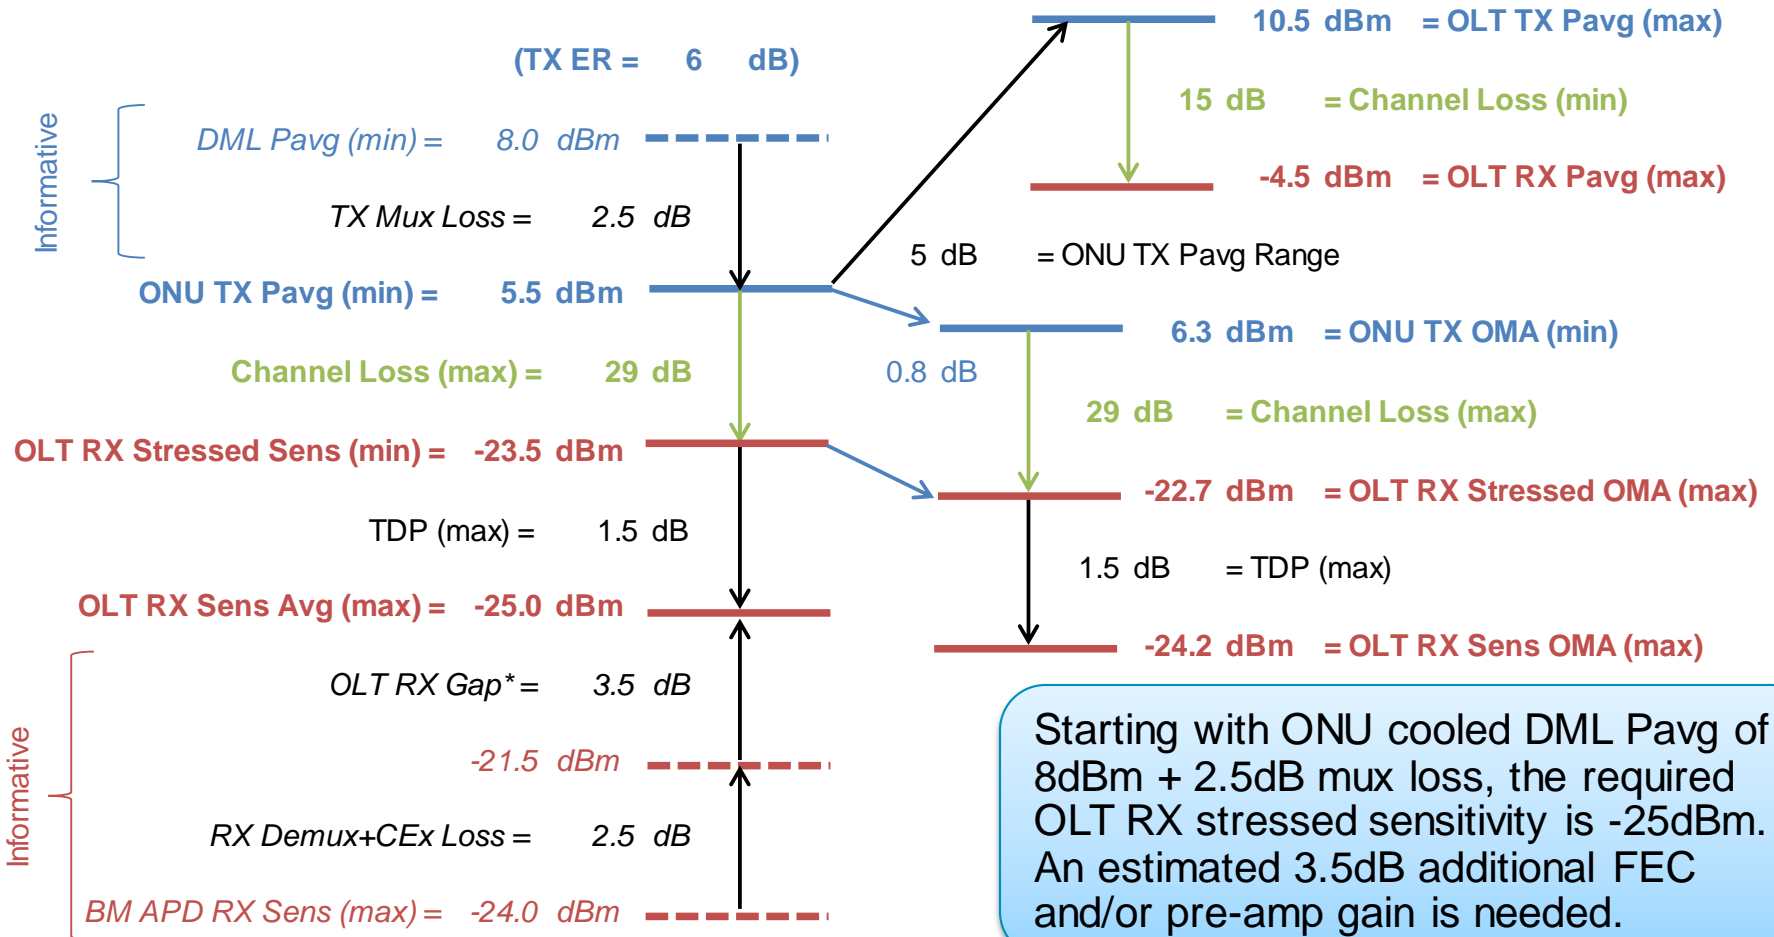 (TX ER = 6 dB)
Informative
DML Pavg (min) = 8.0 dBm
TX Mux Loss = 2.5 dB
ONU TX Pavg (min) = 5.5 dBm
Channel Loss (max) = 29 dB
OLT RX Stressed Sens (min) = -23.5 dBm
TDP (max) = 1.5 dB
OLT RX Sens Avg (max) = -25.0 dBm
Informative
OLT RX Gap* = 3.5 dB
-21.5 dBm
RX Demux+CEx Loss = 2.5 dB
BM APD RX Sens (max) = -24.0 dBm
10.5 dBm = OLT TX Pavg (max)
15 dB = Channel Loss (min)
-4.5 dBm = OLT RX Pavg (max)
5 dB = ONU TX Pavg Range
6.3 dBm = ONU TX OMA (min)
0.8 dB
29 dB = Channel Loss (max)
-22.7 dBm = OLT RX Stressed OMA (max)
1.5 dB = TDP (max)
-24.2 dBm = OLT RX Sens OMA (max)
Starting with ONU cooled DML Pavg of
8dBm + 2.5dB mux loss, the required
OLT RX stressed sensitivity is -25dBm.
An estimated 3.5dB additional FEC
and/or pre-amp gain is needed.